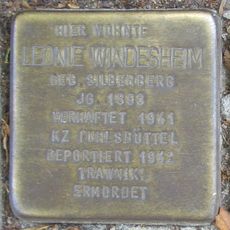 HIER WOHNTE
LEONIE WINDESHEIM
GEB. SILBERBERG
JG. 1893
VERHAFTET 1941
KZ FUHLSBÜTTEL
DEPORTIERT 1942
TRAWNIKI
ERMORDET